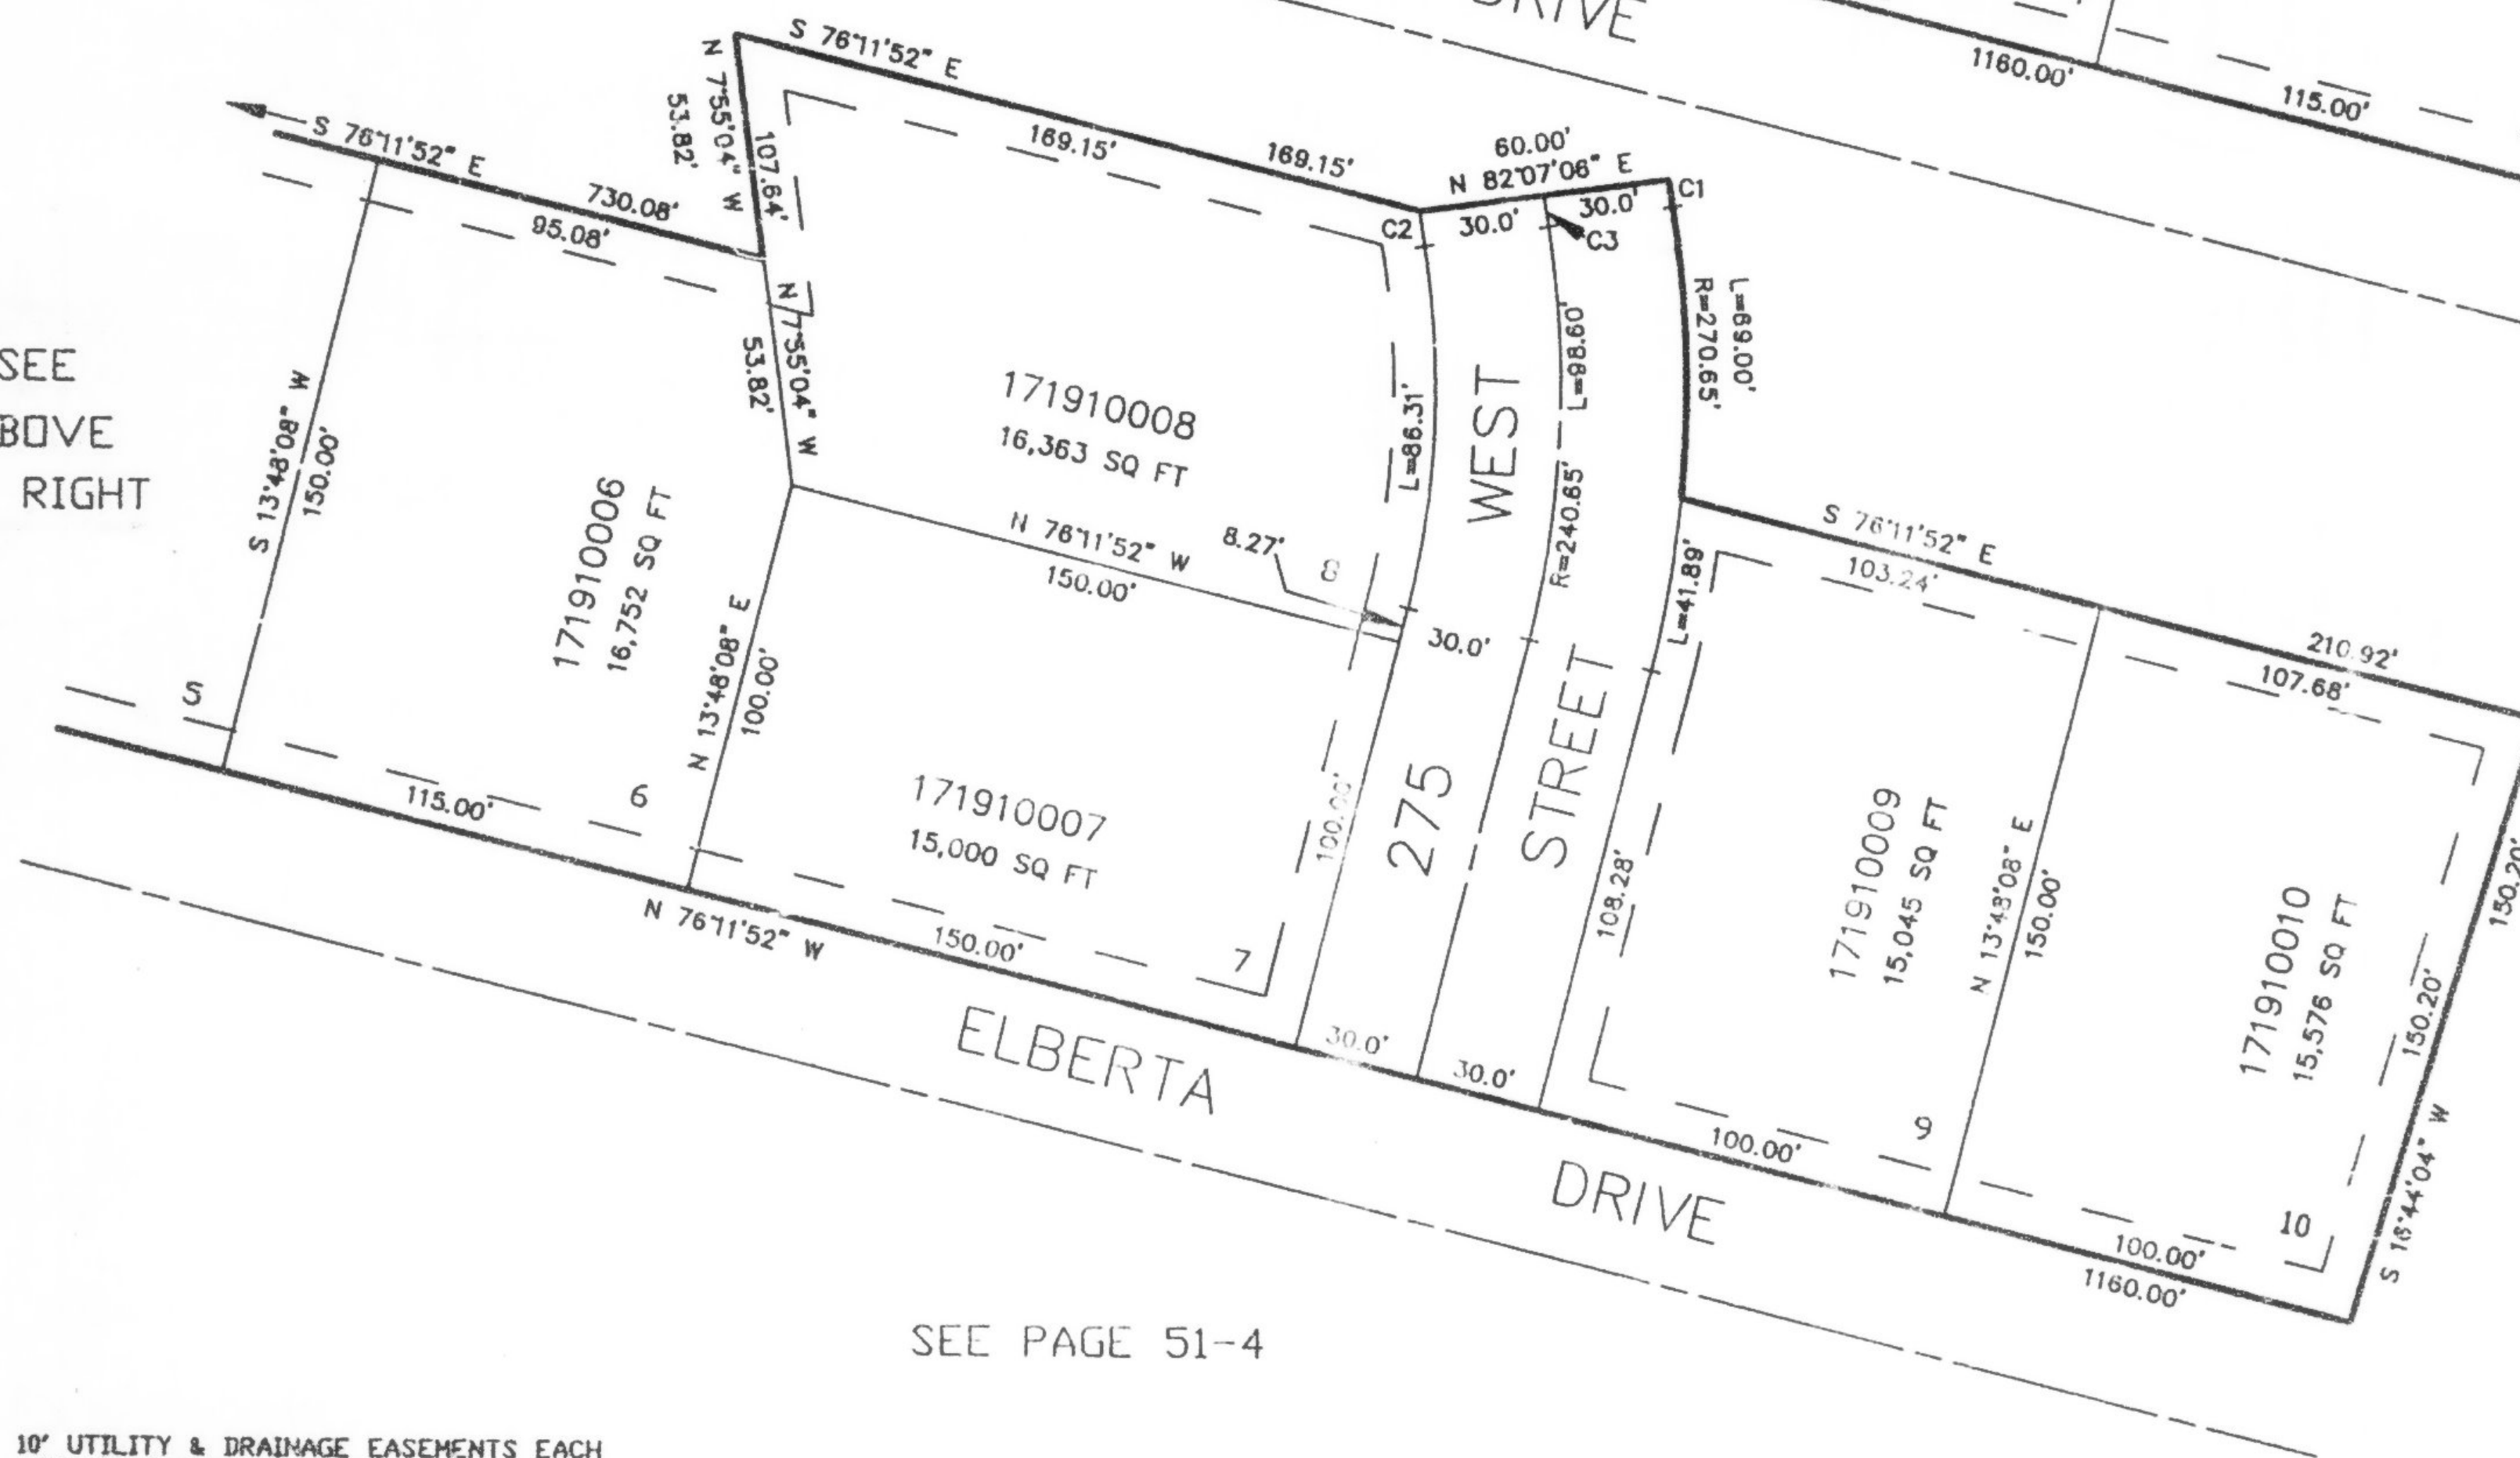 DRIVE
1160.00'
115.00'
S 76°11'52" E
169.15'
169.15'
N 7°55'04" W
53.82'
107.64'
S 76°11'52" E
730.08'
95.08'
60.00'
N 82°07'06" E
30.0'
30.0'
C1
C2
C3
L=69.00'
R=270.65'
N 7°55'04" W
53.82'
SEE
BOVE
RIGHT
S 13°48'08" W
150.00'
171910008
16,363 SQ FT
L=86.31'
WEST
L=98.60'
R=240.65'
171910006
16,752 SQ FT
N 76°11'52" W
150.00'
8.27'
8
30.0'
L=41.89'
S 76°11'52" E
103.24'
210.92'
107.68'
N 13°48'08" E
100.00'
5
6
115.00'
171910007
15,000 SQ FT
100.00'
275
STREET
108.28'
171910009
15,045 SQ FT
N 13°48'08" E
150.00'
171910010
15,576 SQ FT
150.20'
150.20'
S 16°44'04" W
N 76°11'52" W
150.00'
7
30.0'
30.0'
100.00'
9
100.00'
10
1160.00'
ELBERTA
DRIVE
SEE PAGE 51-4
10' UTILITY & DRAINAGE EASEMENTS EACH